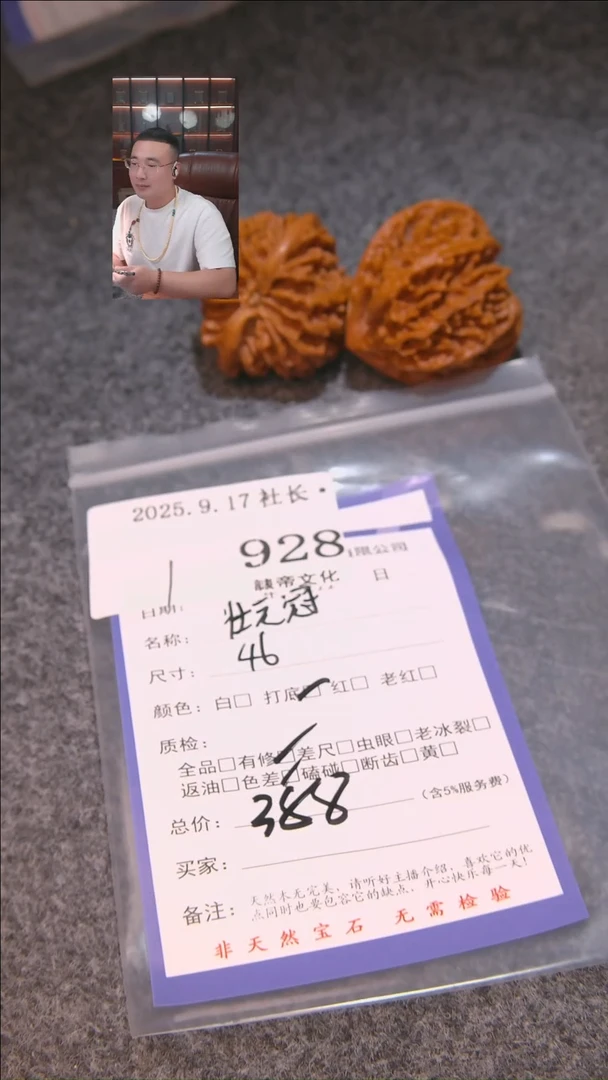 2025.9.17 社长
928
限公司
帝文化
日
日期:
名称: 状元冠
尺寸: 46
颜色: 白□ 打底□ 红□ 老红□
质检:
全品□有修□差尺□虫眼□老冰裂□
返油□色差□磕碰□断齿□黄□
总价: 388 (含5%服务费)
买家:
备注: 天然本无完美,请听好主播介绍,喜欢它的优
点同时也要包容它的缺点,开心快乐每一天!
非天然宝石 无需检验